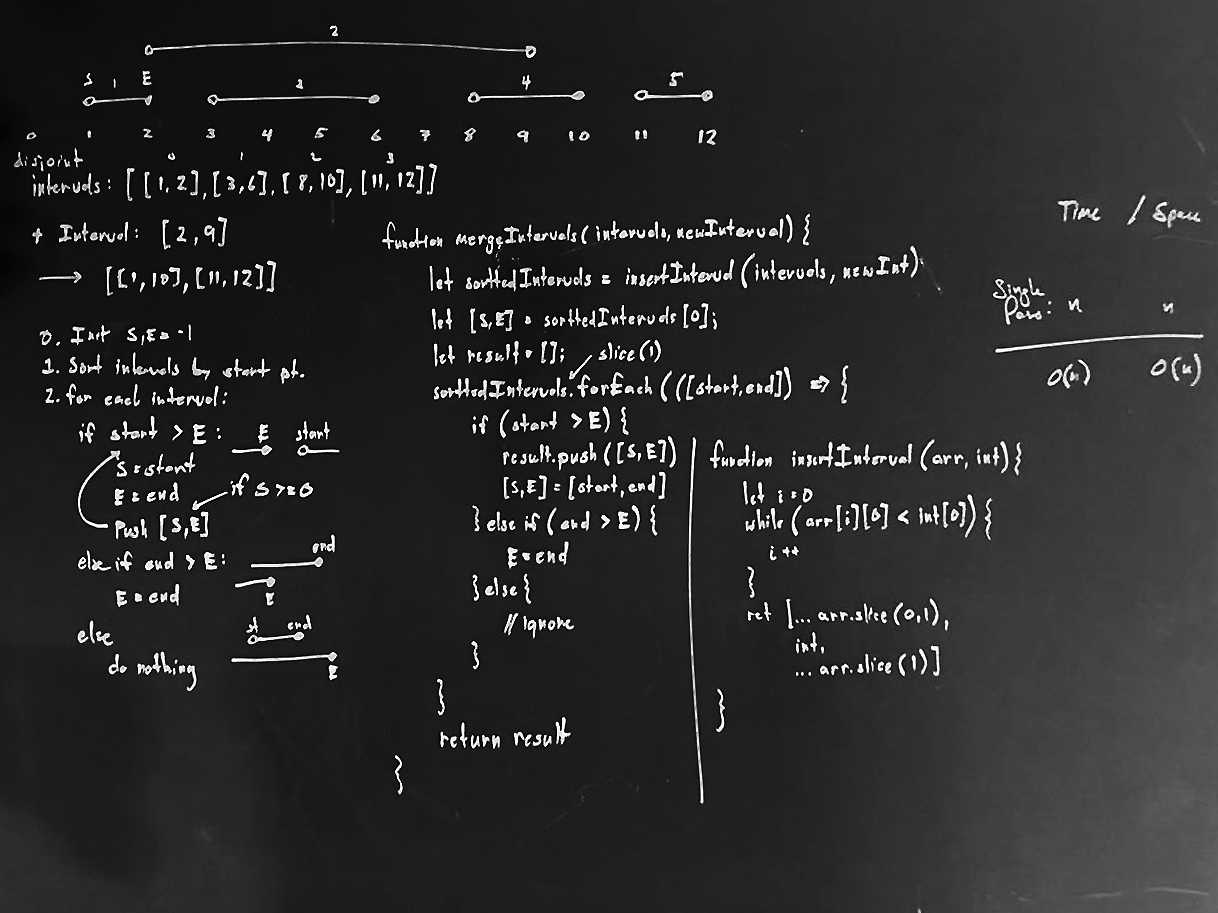 2
S 1 E 3 4 5
0 1 2 3 4 5 6 7 8 9 10 11 12
disjoint 0 1 2 3
intervals: [[1,2],[3,6],[8,10],[11,12]]
+ Interval: [2,9]
→ [[1,10],[11,12]]
0. Init S,E = -1
1. Sort intervals by start pt.
2. for each interval:
if start > E: E start
S = start
E = end
if S >= 0
Push [S,E]
else if end > E: end
E = end E
else st end
do nothing E
function mergeIntervals(intervals, newInterval) {
let sorttedIntervals = insertInterval(intervals, newInt);
let [S,E] = sorttedIntervals[0];
let result = []; slice(1)
sorttedIntervals.forEach(([start,end]) => {
if (start > E) {
result.push([S,E])
[S,E] = [start,end]
} else if (end > E) {
E = end
} else {
// ignore
}
}
return result
}
function insertInterval(arr, int) {
let i = 0
while (arr[i][0] < int[0]) {
i++
}
ret [...arr.slice(0,1),
int,
...arr.slice(1)]
}
Time / Space
Single
Pass: n n
O(n) O(n)